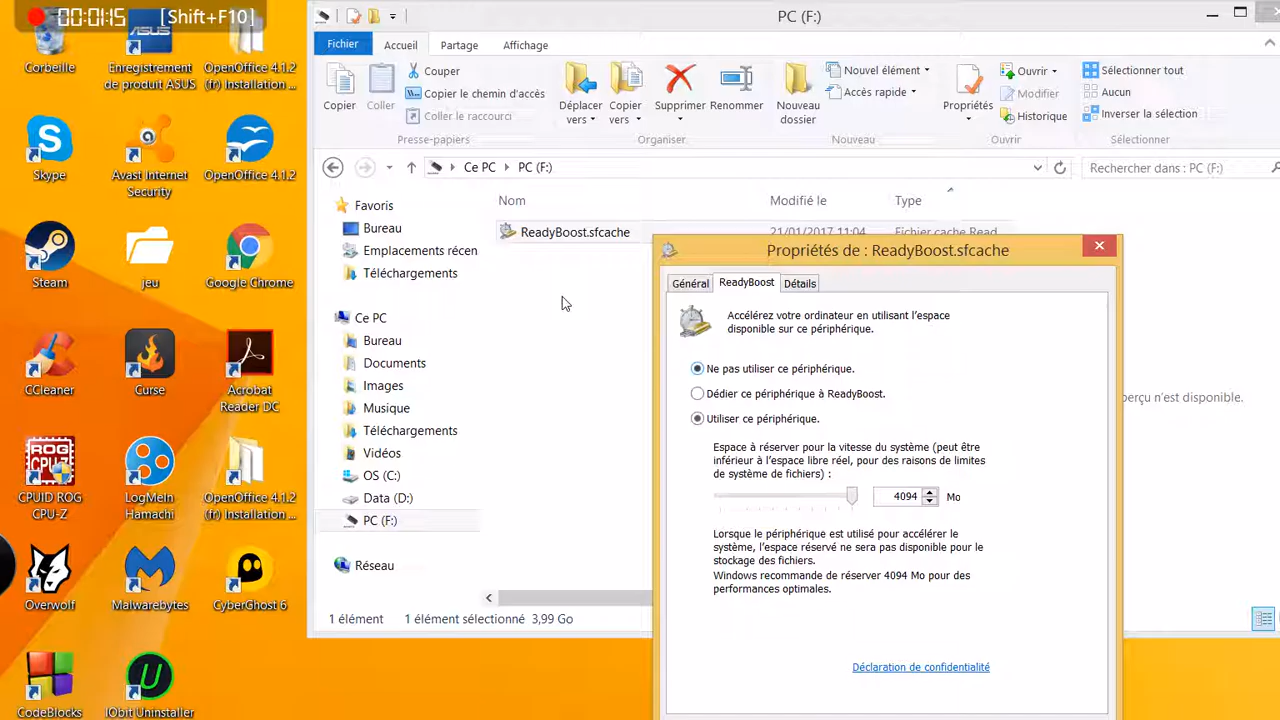 00:01:15 [Shift+F10]
Corbeille
Enregistrement
de produit ASUS
OpenOffice 4.1.2
(fr) Installation ...
Skype
Avast Internet
Security
OpenOffice 4.1.2
Steam
jeu
Google Chrome
CCleaner
Curse
Acrobat
Reader DC
CPUID ROG
CPU-Z
LogMeIn
Hamachi
OpenOffice 4.1.2
(fr) Installation ...
Overwolf
Malwarebytes
CyberGhost 6
CodeBlocks
IObit Uninstaller
PC (F:)
Fichier
Accueil
Partage
Affichage
Copier
Coller
Couper
Copier le chemin d'accès
Coller le raccourci
Presse-papiers
Déplacer
vers
Copier
vers
Supprimer
Renommer
Organiser
Nouveau
dossier
Nouvel élément
Accès rapide
Nouveau
Propriétés
Ouvrir
Modifier
Historique
Ouvrir
Sélectionner tout
Aucun
Inverser la sélection
Sélectionner
Ce PC
PC (F:)
Rechercher dans : PC (F:)
Favoris
Bureau
Emplacements récen
Téléchargements
Ce PC
Bureau
Documents
Images
Musique
Téléchargements
Vidéos
OS (C:)
Data (D:)
PC (F:)
Réseau
Nom
Modifié le
Type
ReadyBoost.sfcache
21/01/2017 11:04
Fichier cache Read
perçu n'est disponible.
1 élément
1 élément sélectionné 3,99 Go
Propriétés de : ReadyBoost.sfcache
Général
ReadyBoost
Détails
Accélérez votre ordinateur en utilisant l'espace
disponible sur ce périphérique.
Ne pas utiliser ce périphérique.
Dédier ce périphérique à ReadyBoost.
Utiliser ce périphérique.
Espace à réserver pour la vitesse du système (peut être
inférieur à l'espace libre réel, pour des raisons de limites
de système de fichiers) :
4094
Mo
Lorsque le périphérique est utilisé pour accélérer le
système, l'espace réservé ne sera pas disponible pour le
stockage des fichiers.
Windows recommande de réserver 4094 Mo pour des
performances optimales.
Déclaration de confidentialité